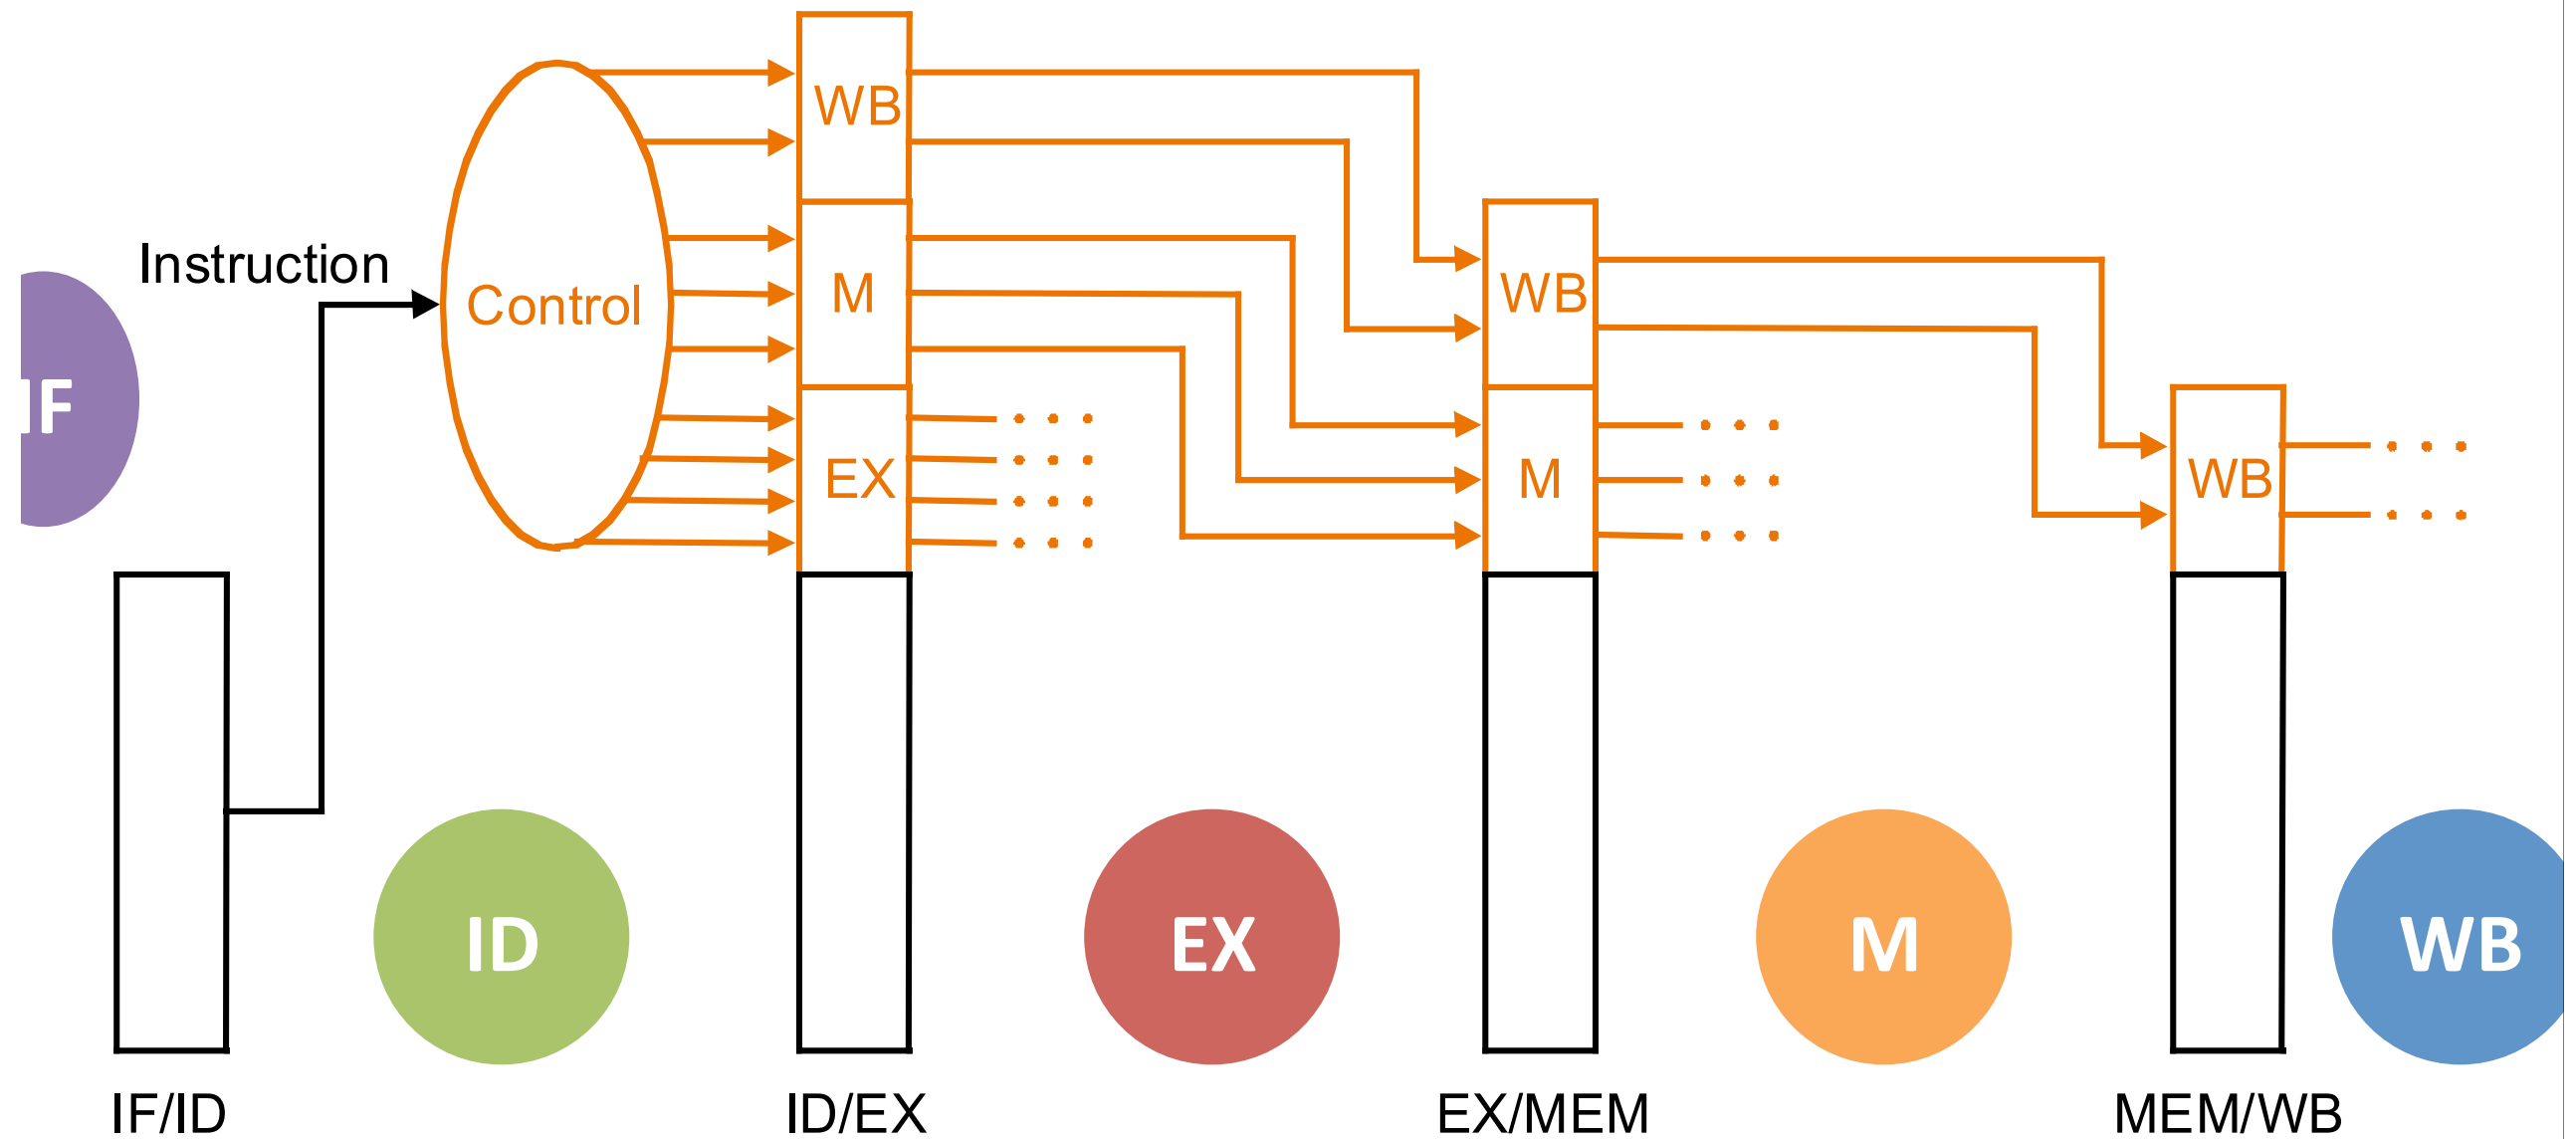 WB
Instruction
M
WB
Control
IF
EX
M
WB
ID
EX
M
WB
IF/ID
ID/EX
EX/MEM
MEM/WB